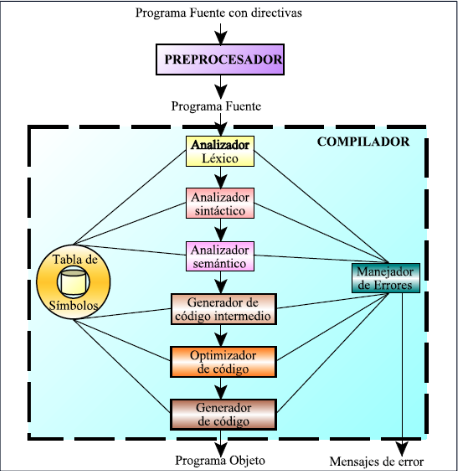 Programa Fuente con directivas
PREPROCESADOR
Programa Fuente
COMPILADOR
Analizador
Léxico
Analizador
sintáctico
Analizador
semántico
Tabla de
Símbolos
Manejador
de Errores
Generador de
código intermedio
Optimizador
de código
Generador
de código
Programa Objeto
Mensajes de error